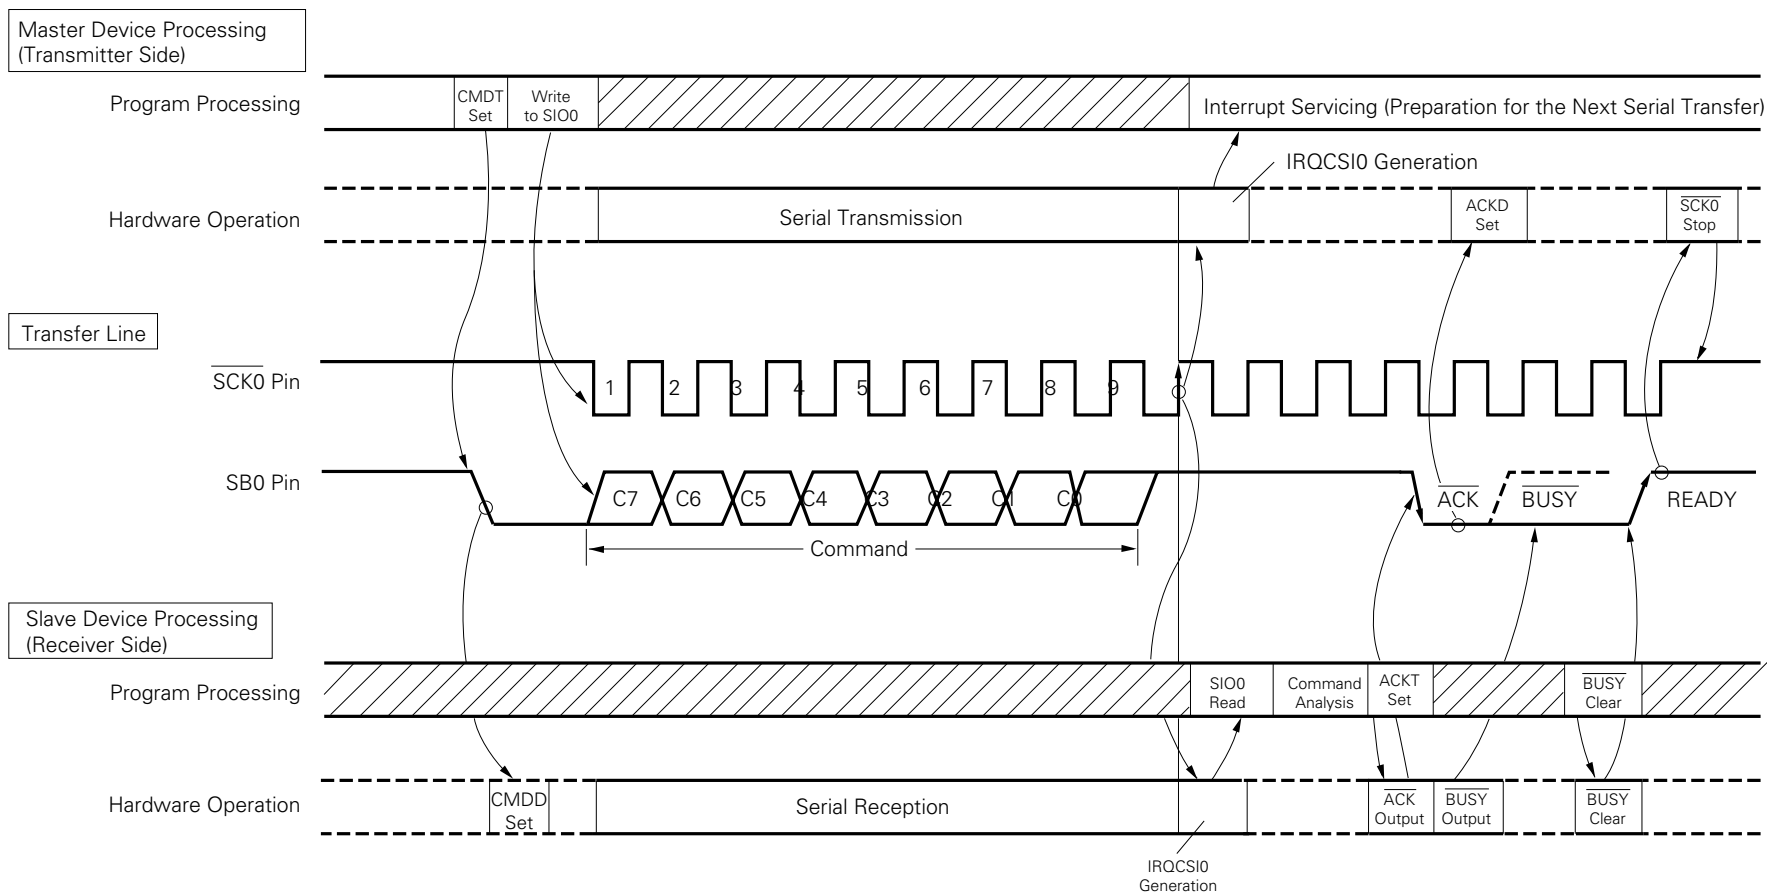 Master Device Processing
(Transmitter Side)
Program Processing
CMDT
Set
Write
to SIO0
Interrupt Servicing (Preparation for the Next Serial Transfer)
IRQCSI0 Generation
Hardware Operation
Serial Transmission
ACKD
Set
SCK0
Stop
Transfer Line
SCK0 Pin
1 2 3 4 5 6 7 8 9
SB0 Pin
C7 C6 C5 C4 C3 C2 C1 C0
ACK
BUSY
READY
Command
Slave Device Processing
(Receiver Side)
Program Processing
SIO0
Read
Command
Analysis
ACKT
Set
BUSY
Clear
Hardware Operation
CMDD
Set
Serial Reception
ACK
Output
BUSY
Output
BUSY
Clear
IRQCSI0
Generation